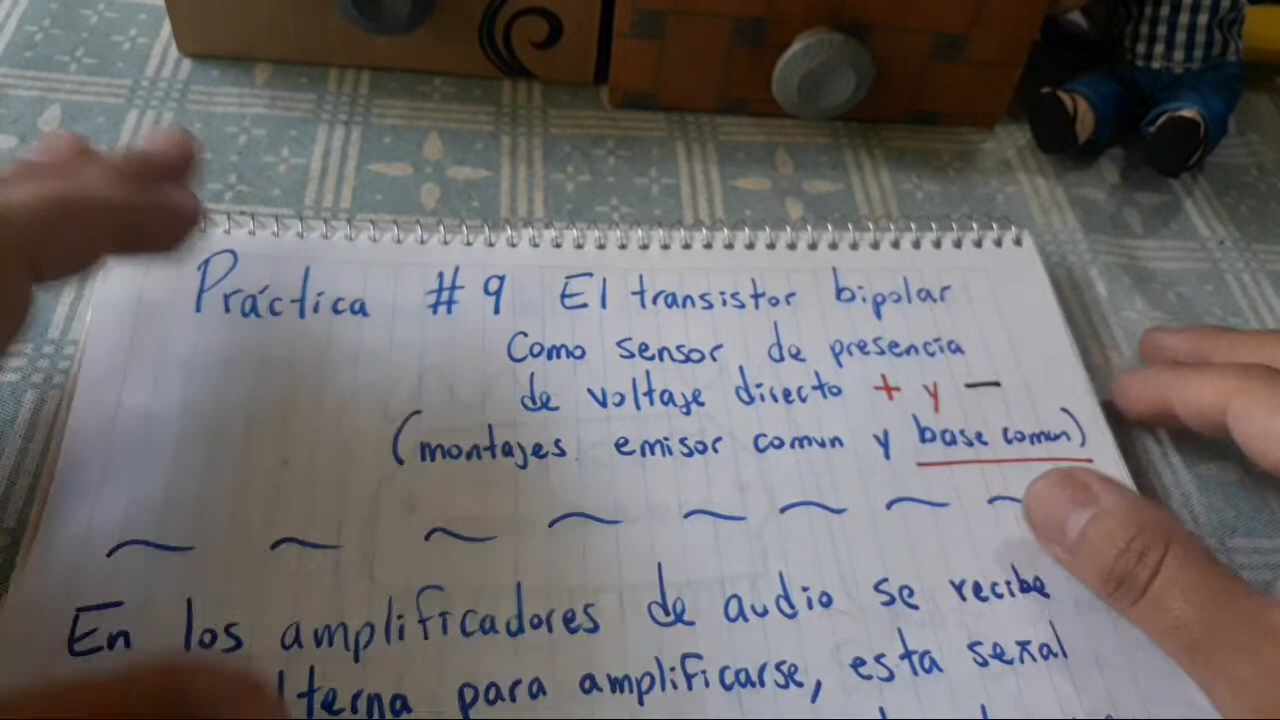 Práctica #9 El transistor bipolar
Como sensor de presencia
de voltaje directo + y −
(montajes emisor comun y base comun)
En los amplificadores de audio se recibe
lterna para amplificarse, esta señal